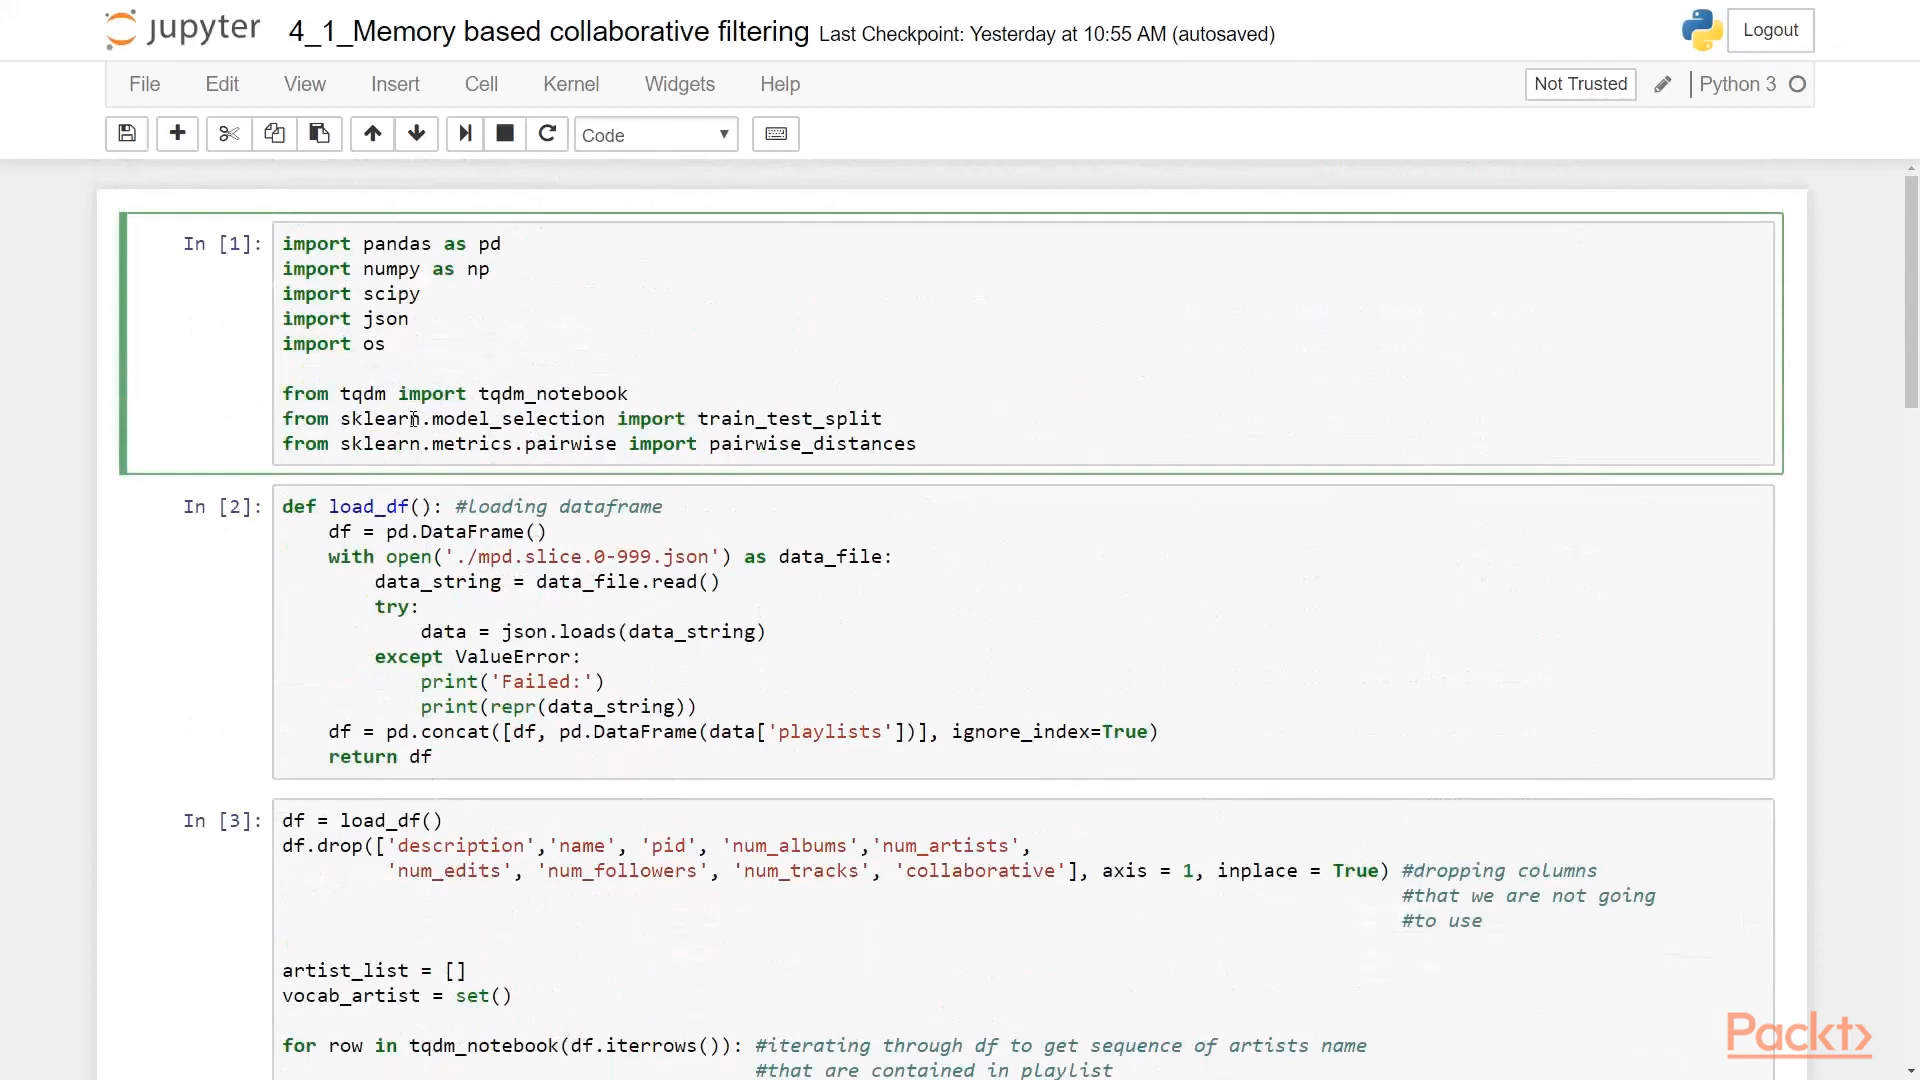 jupyter 4_1_Memory based collaborative filtering Last Checkpoint: Yesterday at 10:55 AM (autosaved) Logout
File Edit View Insert Cell Kernel Widgets Help Not Trusted Python 3
Code
In [1]:
import pandas as pd
import numpy as np
import scipy
import json
import os
from tqdm import tqdm_notebook
from sklearn.model_selection import train_test_split
from sklearn.metrics.pairwise import pairwise_distances
In [2]:
def load_df(): #loading dataframe
    df = pd.DataFrame()
    with open('./mpd.slice.0-999.json') as data_file:
        data_string = data_file.read()
        try:
            data = json.loads(data_string)
        except ValueError:
            print('Failed:')
            print(repr(data_string))
    df = pd.concat([df, pd.DataFrame(data['playlists'])], ignore_index=True)
    return df
In [3]:
df = load_df()
df.drop(['description','name', 'pid', 'num_albums','num_artists',
         'num_edits', 'num_followers', 'num_tracks', 'collaborative'], axis = 1, inplace = True) #dropping columns
#that we are not going
#to use
artist_list = []
vocab_artist = set()
for row in tqdm_notebook(df.iterrows()): #iterating through df to get sequence of artists name
#that are contained in playlist
Packt>